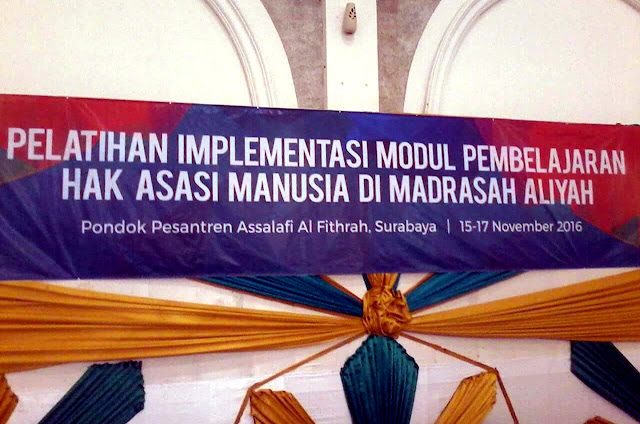 PELATIHAN IMPLEMENTASI MODUL PEMBELAJARAN
HAK ASASI MANUSIA DI MADRASAH ALIYAH
Pondok Pesantren Assalafi Al Fithrah, Surabaya | 15-17 November 2016